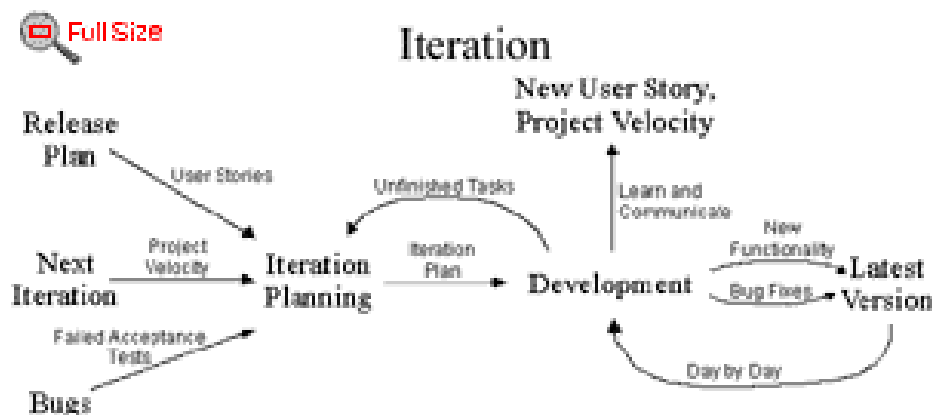 Full Size
Iteration
New User Story,
Project Velocity
Release
Plan
User Stories
Unfinished Tasks
Learn and
Communicate
New
Functionality
Project
Velocity
Next
Iteration
Iteration
Planning
Iteration
Plan
Development
Latest
Version
Bug Fixes
Failed Acceptance
Tests
Day by Day
Bugs